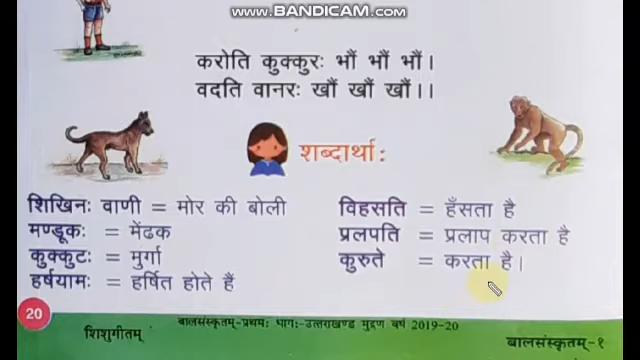 WWW.BANDICAM.COM
करोति कुक्कुरः भौं भौं भौं।
वदति वानरः खौं खौं खौं।।
शब्दार्थाः
शिखिनः वाणी = मोर की बोली
मण्डूकः = मेंढक
कुक्कुटः = मुर्गा
हर्षयामः = हर्षित होते हैं
विहसति = हँसता है
प्रलपति = प्रलाप करता है
कुरुते = करता है।
20
बालसंस्कृतम्-प्रथमः भागः-उत्तराखण्ड मुद्रण वर्ष 2019-20
शिशुगीतम्
बालसंस्कृतम्-१